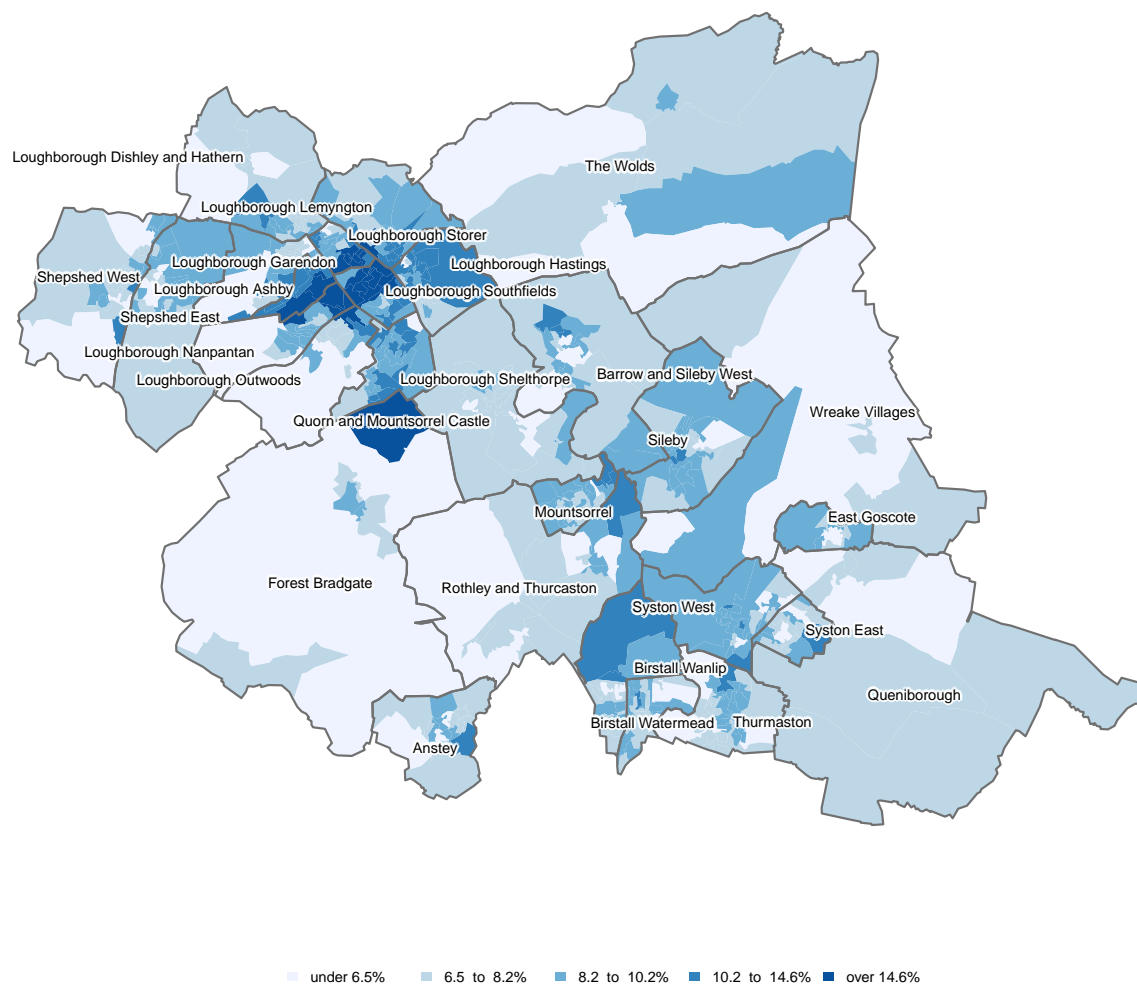 Loughborough Dishley and Hathern
The Wolds
Loughborough Lemyngton
Loughborough Storer
Loughborough Garendon
Loughborough Hastings
Shepshed West
Loughborough Ashby
Loughborough Southfields
Shepshed East
Loughborough Nanpantan
Barrow and Sileby West
Loughborough Outwoods
Loughborough Shelthorpe
Wreake Villages
Quorn and Mountsorrel Castle
Sileby
Mountsorrel
East Goscote
Forest Bradgate
Rothley and Thurcaston
Syston West
Syston East
Birstall Wanlip
Queniborough
Birstall Watermead
Thurmaston
Anstey
under 6.5%
6.5 to 8.2%
8.2 to 10.2%
10.2 to 14.6%
over 14.6%